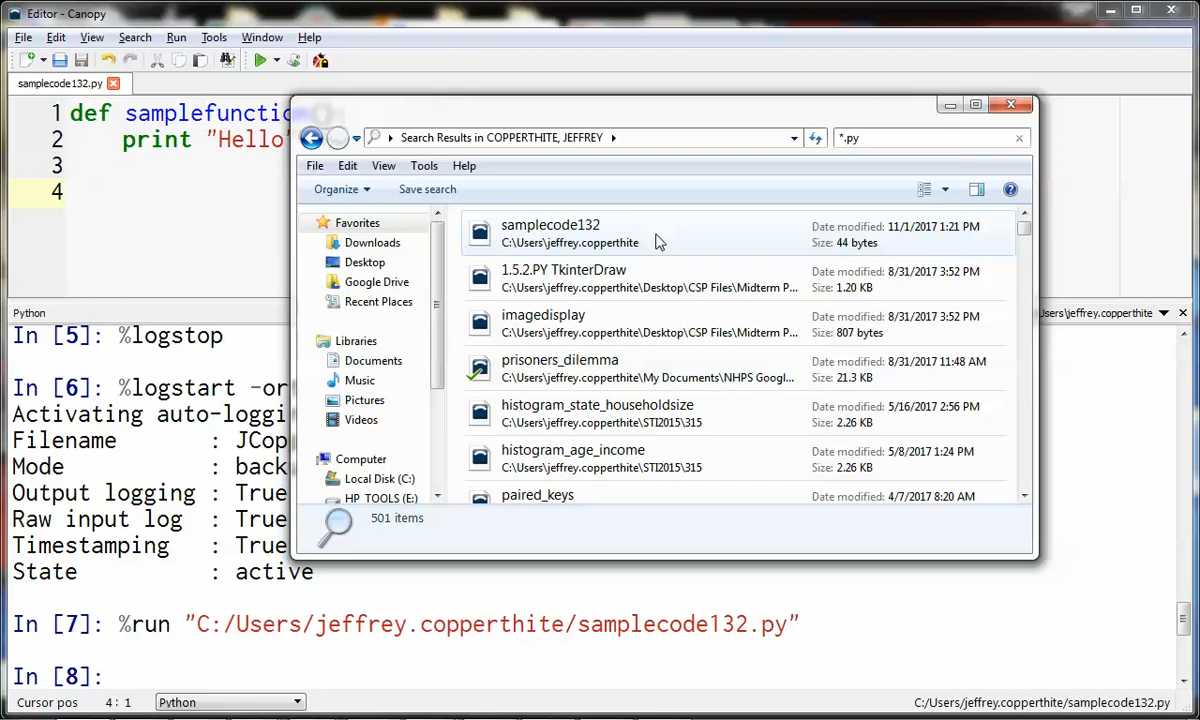 Editor - Canopy
File Edit View Search Run Tools Window Help
samplecode132.py
1 def samplefunctio
2 print "Hello"
3
4
Search Results in COPPERTHITE, JEFFREY
*.py
File Edit View Tools Help
Organize Save search
Favorites
Downloads
Desktop
Google Drive
Recent Places
Libraries
Documents
Music
Pictures
Videos
Computer
Local Disk (C:)
HP_TOOLS (E:)
samplecode132 Date modified: 11/1/2017 1:21 PM
C:\Users\jeffrey.copperthite Size: 44 bytes
1.5.2.PY TkinterDraw Date modified: 8/31/2017 3:52 PM
C:\Users\jeffrey.copperthite\Desktop\CSP Files\Midterm P... Size: 1.20 KB
imagedisplay Date modified: 8/31/2017 3:52 PM
C:\Users\jeffrey.copperthite\Desktop\CSP Files\Midterm P... Size: 807 bytes
prisoners_dilemma Date modified: 8/31/2017 11:48 AM
C:\Users\jeffrey.copperthite\My Documents\NHPS Googl... Size: 21.3 KB
histogram_state_householdsize Date modified: 5/16/2017 2:56 PM
C:\Users\jeffrey.copperthite\STI2015\315 Size: 2.26 KB
histogram_age_income Date modified: 5/8/2017 1:24 PM
C:\Users\jeffrey.copperthite\STI2015\315 Size: 2.26 KB
paired_keys Date modified: 4/7/2017 8:20 AM
501 items
Python
Jsers/jeffrey.copperthite
In [5]: %logstop
In [6]: %logstart -or
Activating auto-loggi
Filename : JCop
Mode : back
Output logging : True
Raw input log : True
Timestamping : True
State : active
In [7]: %run "C:/Users/jeffrey.copperthite/samplecode132.py"
In [8]:
Cursor pos 4 : 1 Python C:/Users/jeffrey.copperthite/samplecode132.py